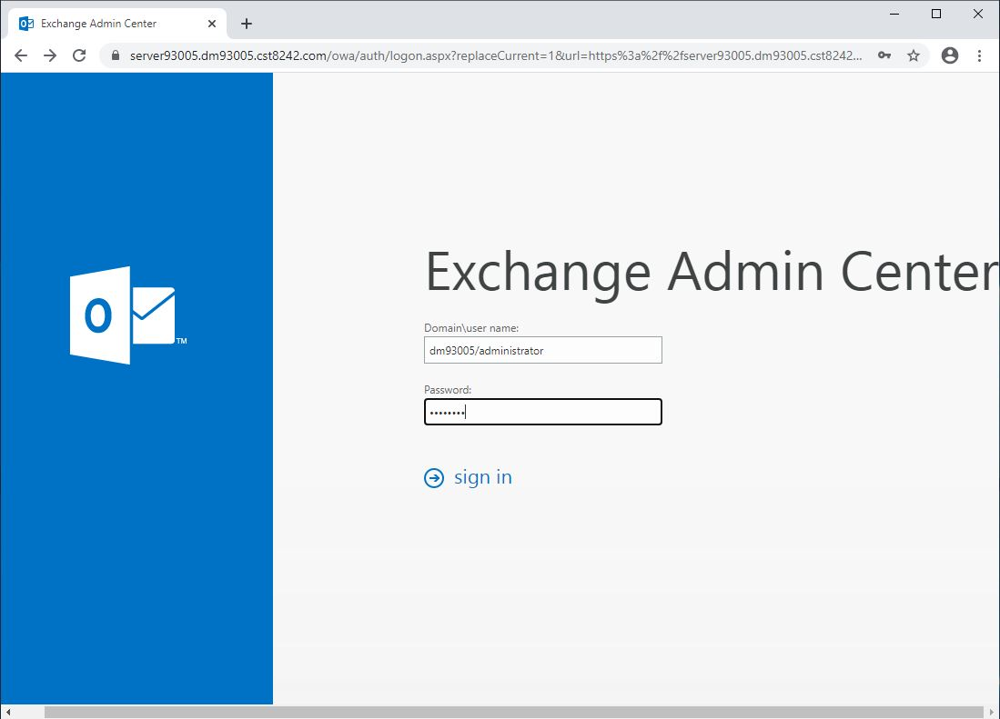 Exchange Admin Center
server93005.dm93005.cst8242.com/owa/auth/logon.aspx?replaceCurrent=1&url=https%3a%2f%2fserver93005.dm93005.cst8242...
O
TM
Exchange Admin Center
Domain\user name:
dm93005/administrator
Password:
••••••••
sign in